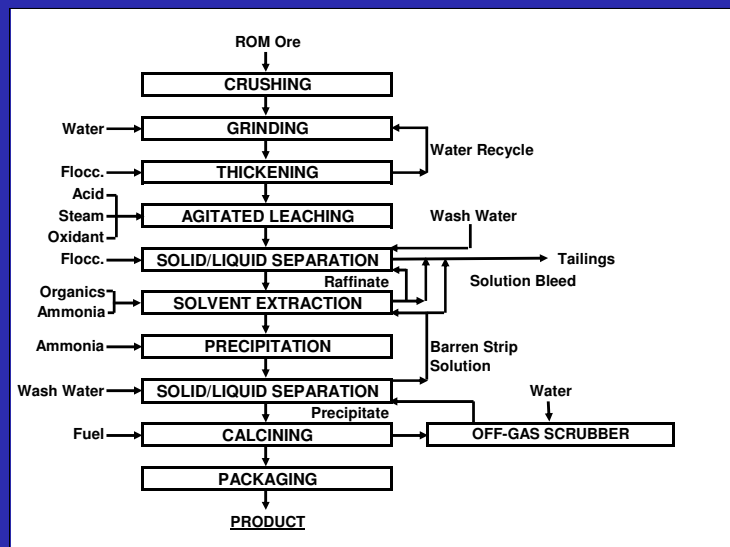 ROM Ore
CRUSHING
Water
GRINDING
Water Recycle
Flocc.
THICKENING
Acid
Steam
Oxidant
AGITATED LEACHING
Wash Water
Flocc.
SOLID/LIQUID SEPARATION
Tailings
Raffinate
Solution Bleed
Organics
Ammonia
SOLVENT EXTRACTION
Ammonia
PRECIPITATION
Barren Strip
Solution
Wash Water
SOLID/LIQUID SEPARATION
Water
Precipitate
Fuel
CALCINING
OFF-GAS SCRUBBER
PACKAGING
PRODUCT